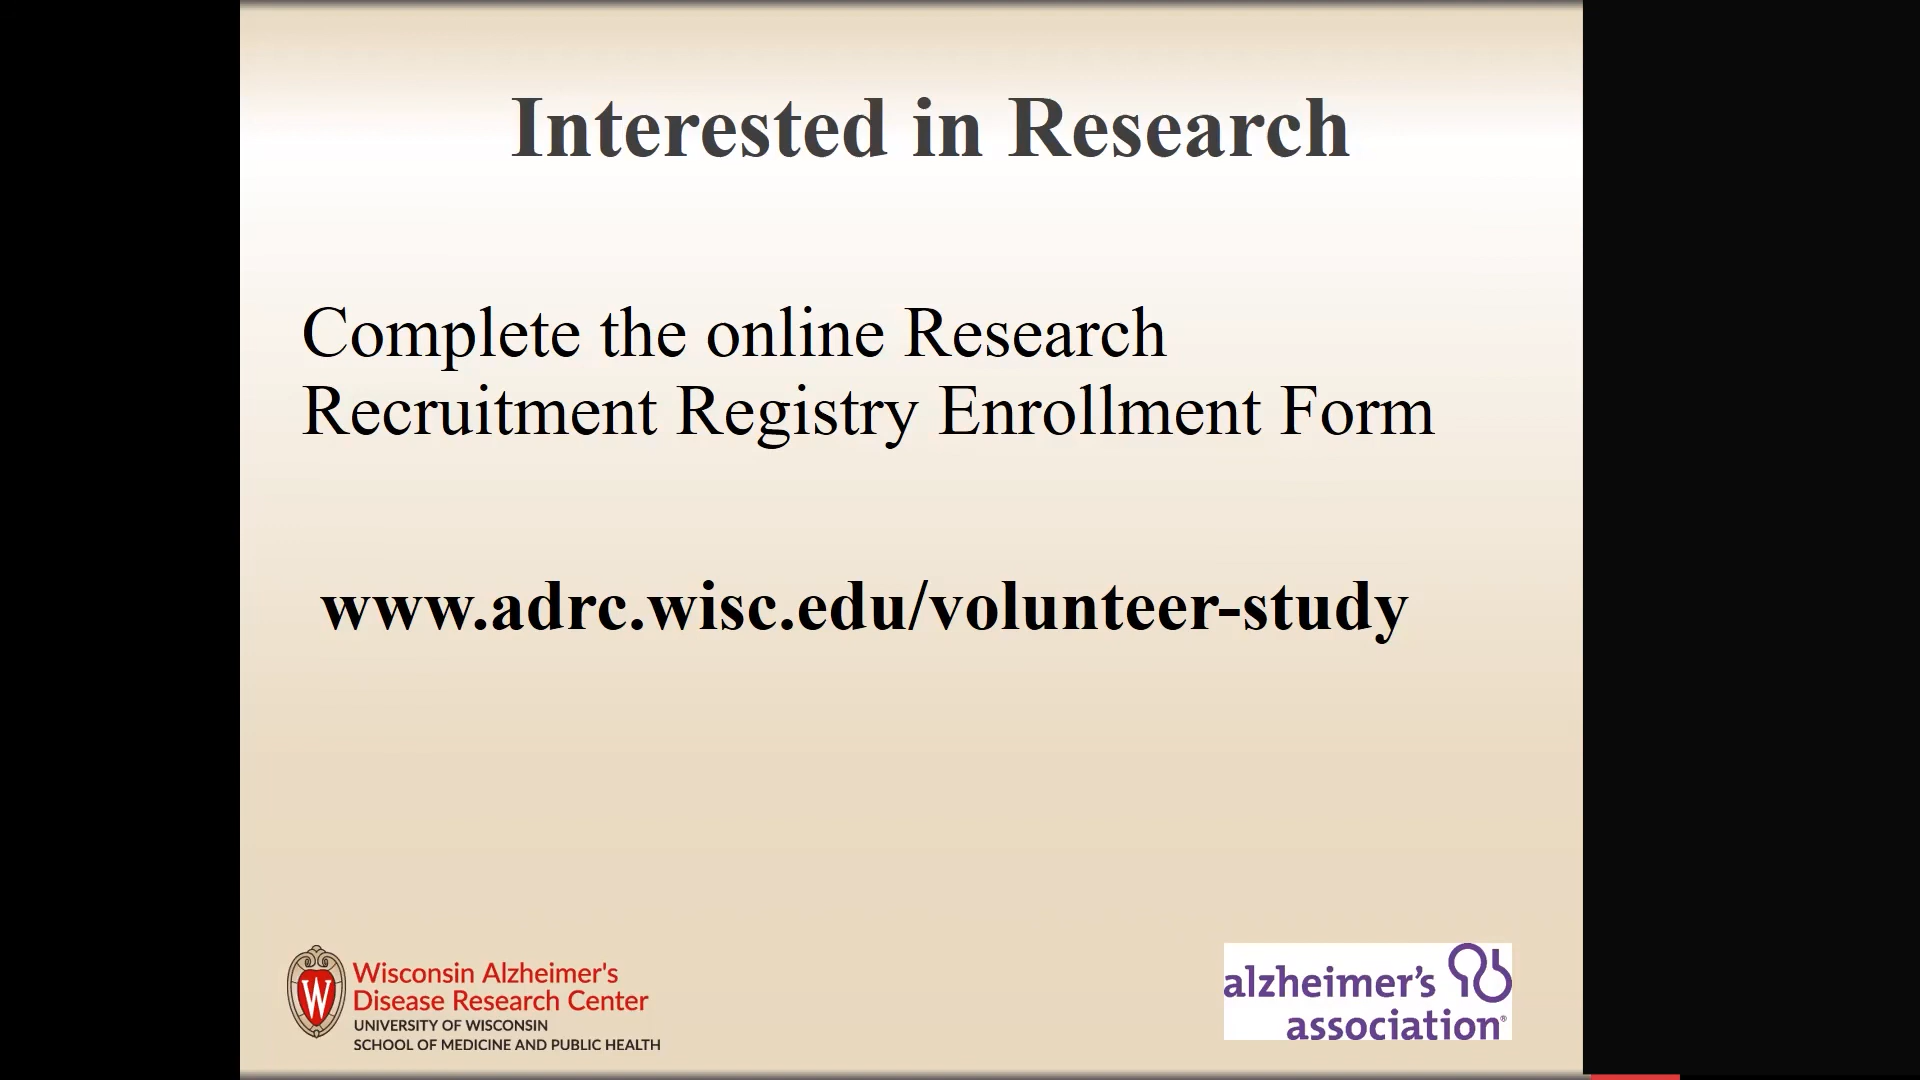 Interested in Research
Complete the online Research
Recruitment Registry Enrollment Form
www.adrc.wisc.edu/volunteer-study
W
Wisconsin Alzheimer's
Disease Research Center
UNIVERSITY OF WISCONSIN
SCHOOL OF MEDICINE AND PUBLIC HEALTH
alzheimer's
association®